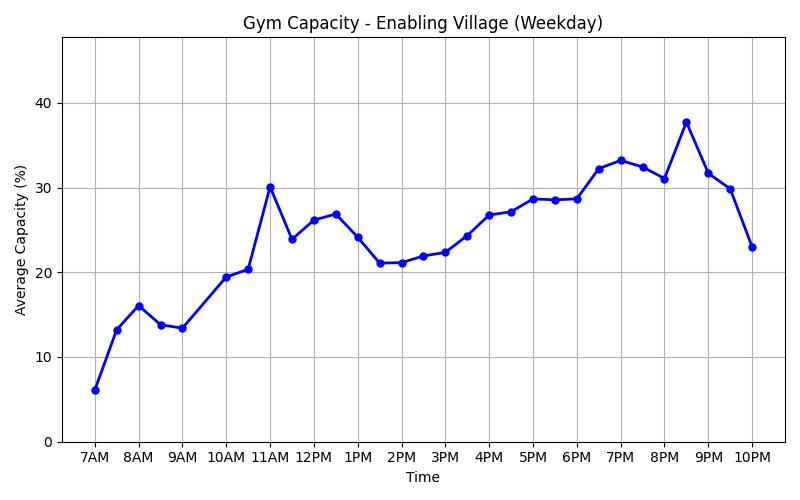 Gym Capacity - Enabling Village (Weekday)
Average Capacity (%)
40
30
20
10
0
7AM 8AM 9AM 10AM 11AM 12PM 1PM 2PM 3PM 4PM 5PM 6PM 7PM 8PM 9PM 10PM
Time